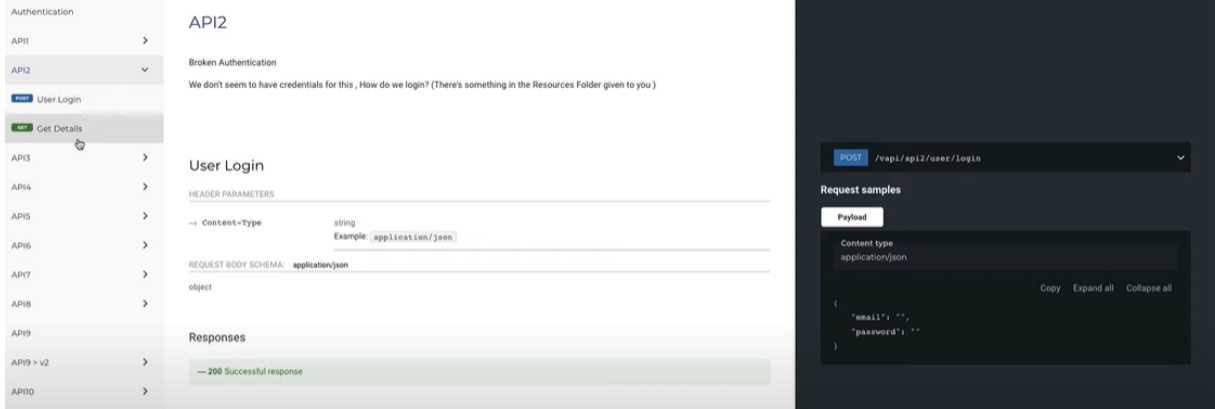 Authentication
API1
API2
POST User Login
GET Get Details
API3
API4
API5
API6
API7
API8
API9
API9 > v2
API10
API2
Broken Authentication
We don't seem to have credentials for this , How do we login? (There's something in the Resources Folder given to you )
User Login
HEADER PARAMETERS
Content-Type
string
Example: application/json
REQUEST BODY SCHEMA: application/json
object
Responses
— 200 Successful response
POST /vapi/api2/user/login
Request samples
Payload
Content type
application/json
Copy Expand all Collapse all
{
"email": "",
"password": ""
}